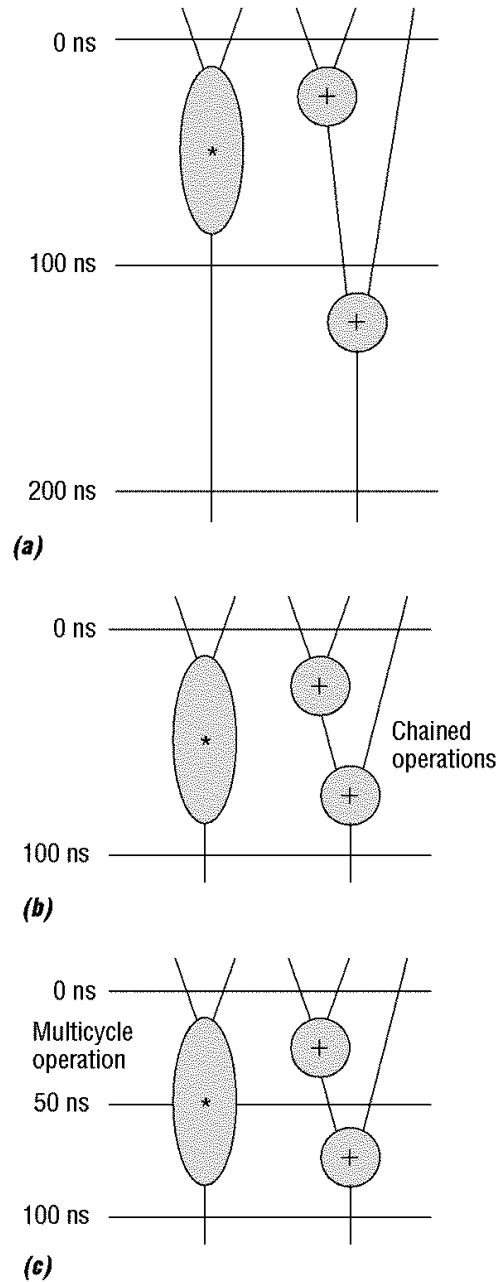 0 ns
*
+
100 ns
+
200 ns
(a)
0 ns
+
*
Chained
operations
+
100 ns
(b)
0 ns
Multicycle
operation
+
50 ns
*
+
100 ns
(c)